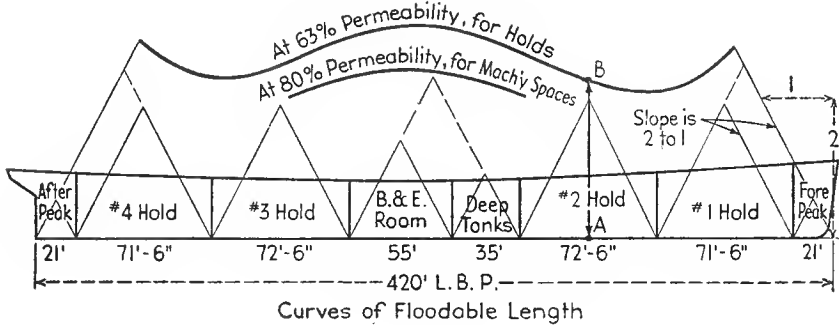 At 63% Permeability, for Holds
At 80% Permeability, for Mach'y Spaces
B
1
Slope is
2 to 1
2
After
Peak
#4 Hold
#3 Hold
B.& E.
Room
Deep
Tanks
#2 Hold
A
#1 Hold
Fore
Peak
21' 71'-6" 72'-6" 55' 35' 72'-6" 71'-6" 21'
420' L.B.P.
Curves of Floodable Length